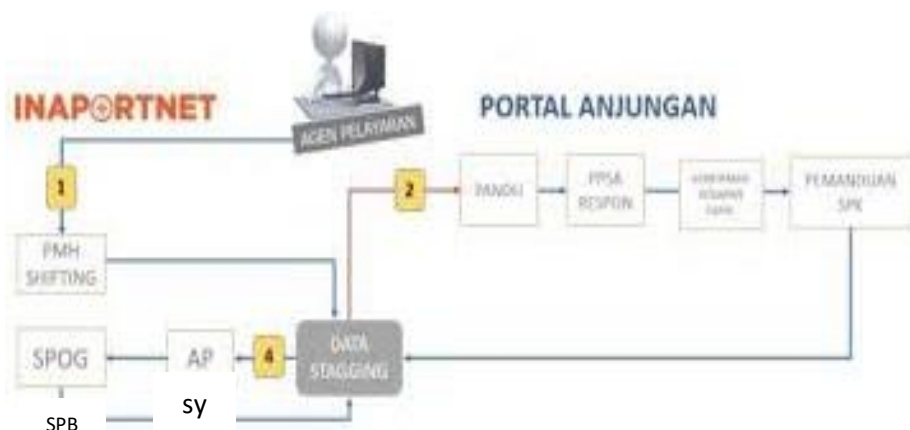 INAPORTNET
AGEN PELAYARAN
PORTAL ANJUNGAN
1
2
PANDU
PPSA
RESPON
PEMANDUAN
SPK
PMH
SHIFTING
DATA
STAGGING
4
AP
SPOG
sy
SPB